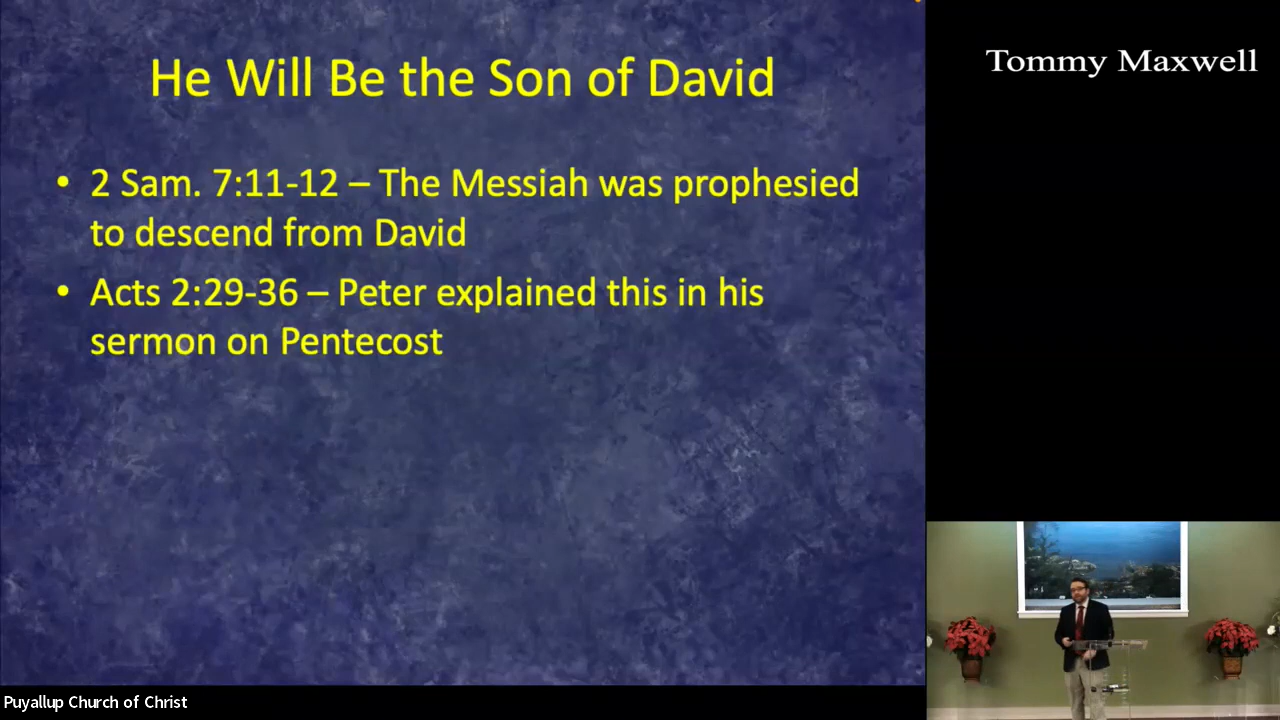 He Will Be the Son of David
• 2 Sam. 7:11-12 – The Messiah was prophesied
to descend from David
• Acts 2:29-36 – Peter explained this in his
sermon on Pentecost
Tommy Maxwell
Puyallup Church of Christ